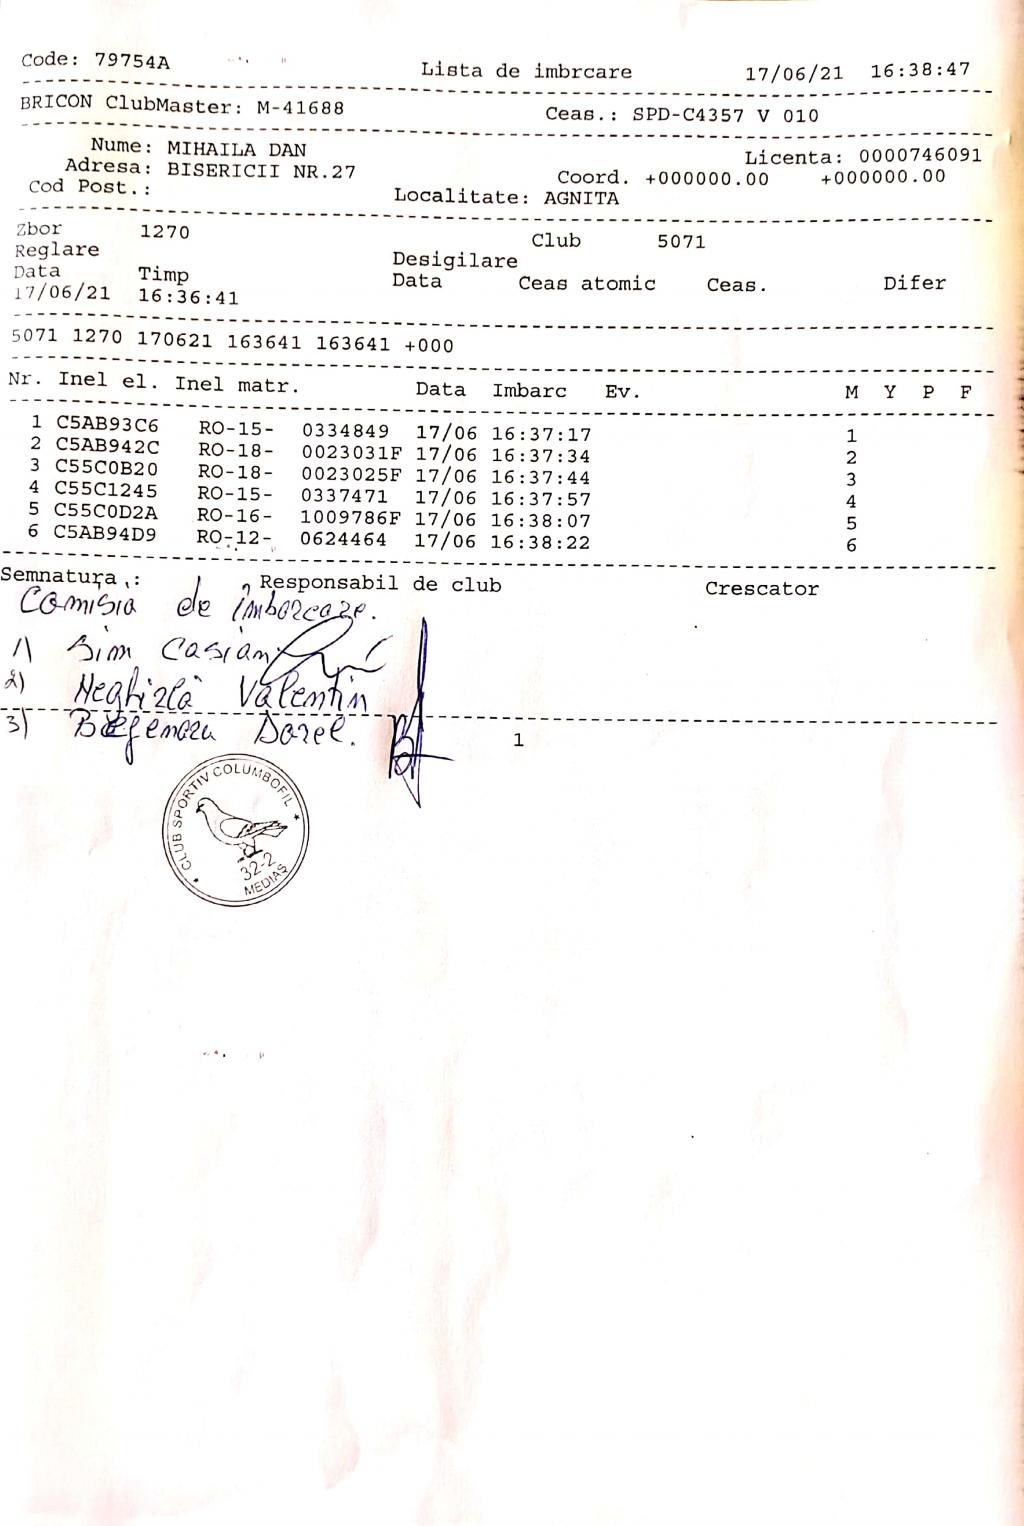 Code: 79754A Lista de imbrcare 17/06/21 16:38:47
BRICON ClubMaster: M-41688 Ceas.: SPD-C4357 V 010
Nume: MIHAILA DAN Licenta: 0000746091
Adresa: BISERICII NR.27 Coord. +000000.00 +000000.00
Cod Post.: Localitate: AGNITA
Zbor 1270 Club 5071
Reglare Desigilare
Data Timp Data Ceas atomic Ceas. Difer
17/06/21 16:36:41
5071 1270 170621 163641 163641 +000
Nr. Inel el. Inel matr. Data Imbarc Ev. M Y P F
1 C5AB93C6 RO-15- 0334849 17/06 16:37:17 1
2 C5AB942C RO-18- 0023031F 17/06 16:37:34 2
3 C55C0B20 RO-18- 0023025F 17/06 16:37:44 3
4 C55C1245 RO-15- 0337471 17/06 16:37:57 4
5 C55C0D2A RO-16- 1009786F 17/06 16:38:07 5
6 C5AB94D9 RO-12- 0624464 17/06 16:38:22 6
Semnatura : Responsabil de club Crescator
Comisia de îmbarcare.
1) Sim Casian
2) Valentin
3) Dorel.
1
CLUB SPORTIV COLUMBOFIL
32-2
MEDIAȘ